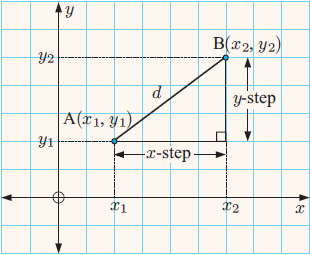 y
B(x₂, y₂)
y₂
d
y-step
A(x₁, y₁)
y₁
x-step
x₁
x₂
x